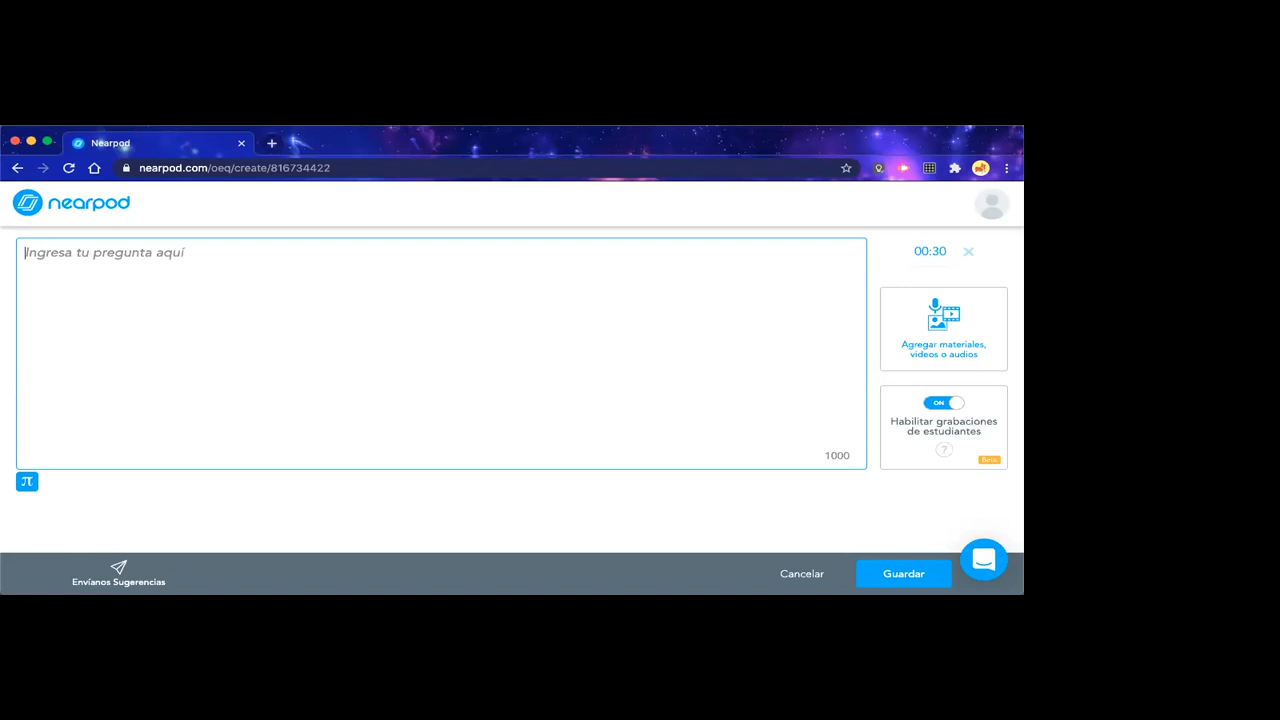 Nearpod
nearpod.com/oeq/create/816734422
nearpod
Ingresa tu pregunta aquí
00:30
Agregar materiales,
videos o audios
ON
Habilitar grabaciones
de estudiantes
?
Beta
1000
π
Envíanos Sugerencias
Cancelar
Guardar